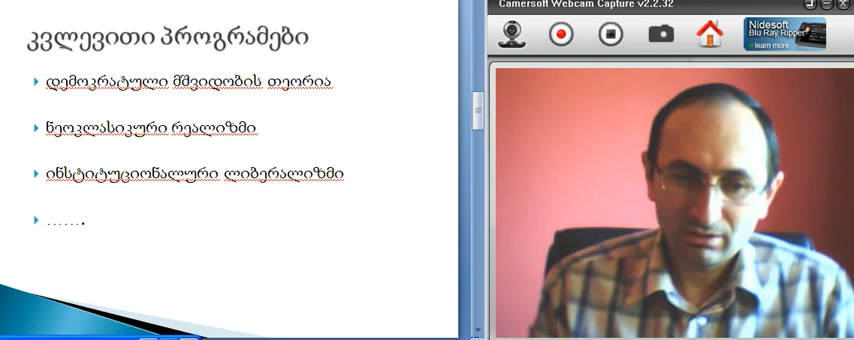 კვლევითი პროგრამები
დემოკრატული მშვიდობის თეორია
ნეოკლასიკური რეალიზმი
ინსტიტუციონალური ლიბერალიზმი
.......
Camersoft Webcam Capture v2.2.32
Nidesoft
Blu Ray Ripper
learn more